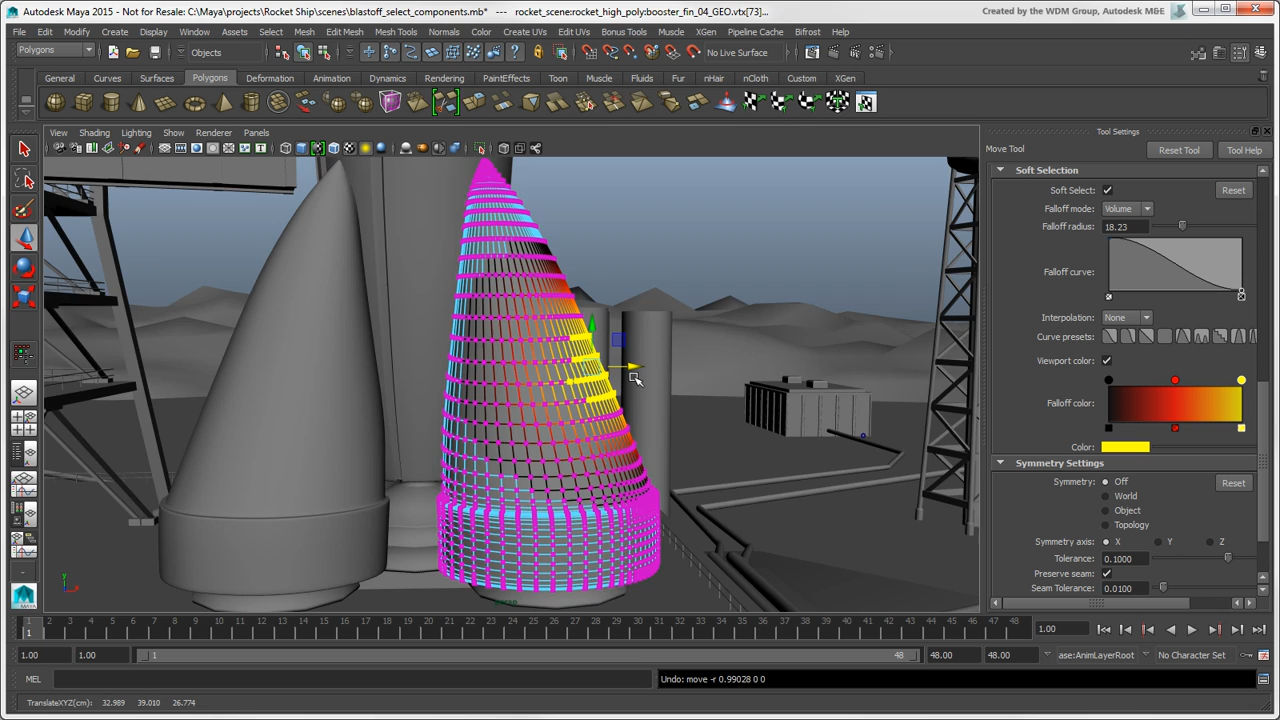 Autodesk Maya 2015 - Not for Resale: C:\Maya\projects\Rocket Ship\scenes\blastoff_select_components.mb* --- rocket_scene:rocket_high_poly:booster_fin_04_GEO.vtx[73]... Created by the WDM Group, Autodesk M&E
File Edit Modify Create Display Window Assets Select Mesh Edit Mesh Mesh Tools Normals Color Create UVs Edit UVs Bonus Tools Muscle XGen Pipeline Cache Bifrost Help
Polygons Objects No Live Surface
General Curves Surfaces Polygons Deformation Animation Dynamics Rendering PaintEffects Toon Muscle Fluids Fur nHair nCloth Custom XGen
View Shading Lighting Show Renderer Panels
Tool Settings
Move Tool Reset Tool Tool Help
Soft Selection
Soft Select: Reset
Falloff mode: Volume
Falloff radius: 18.23
Falloff curve:
Interpolation: None
Curve presets:
Viewport color:
Falloff color:
Color:
Symmetry Settings
Symmetry: Off Reset
World
Object
Topology
Symmetry axis: X Y Z
Tolerance: 0.1000
Preserve seam:
Seam Tolerance: 0.0100
1 2 3 4 5 6 7 8 9 10 11 12 13 14 15 16 17 18 19 20 21 22 23 24 25 26 27 28 29 30 31 32 33 34 35 36 37 38 39 40 41 42 43 44 45 46 47 48
1 1.00
1.00 1.00 1 48 48.00 48.00 ase:AnimLayerRoot No Character Set
MEL Undo: move -r 0.99028 0 0
TranslateXYZ(cm): 32.989 39.010 26.774